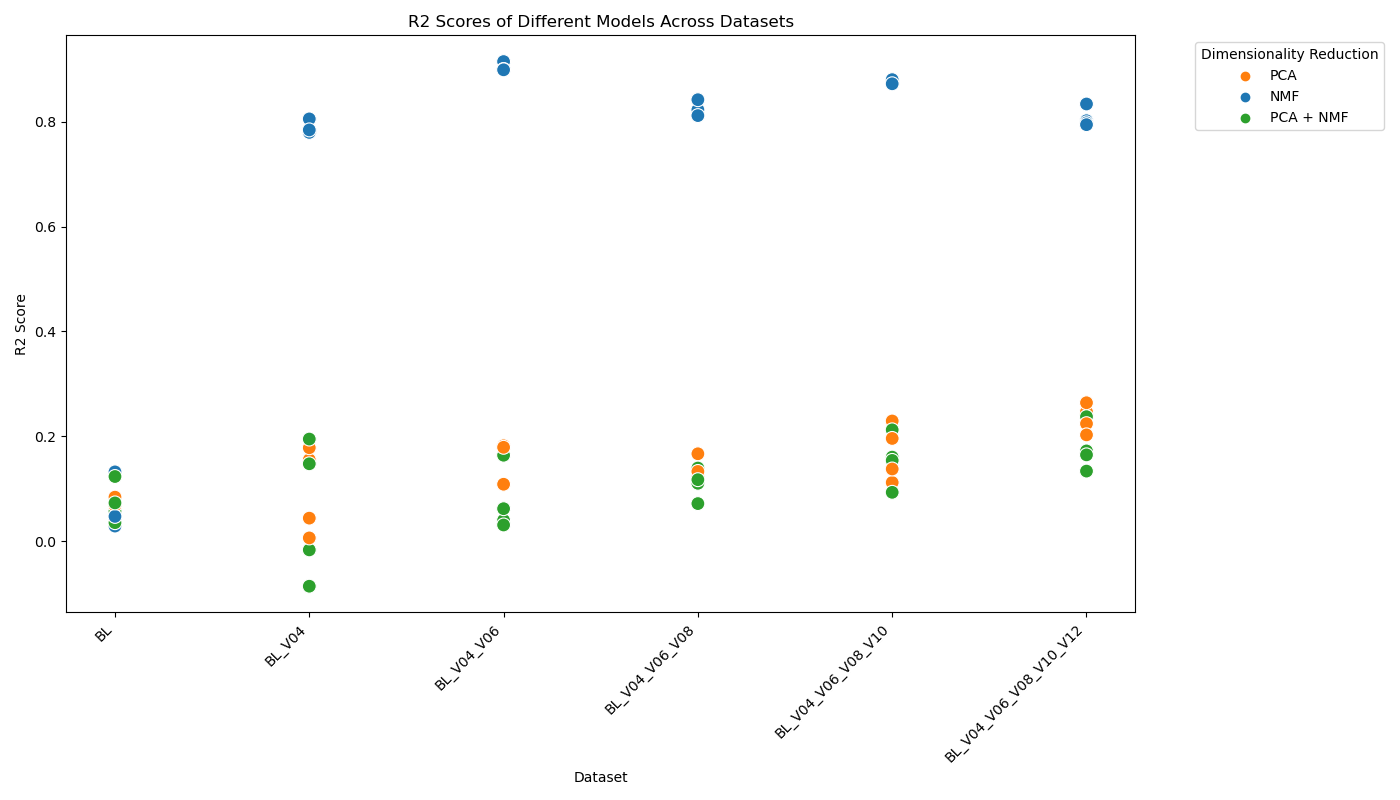 R2 Scores of Different Models Across Datasets
Dimensionality Reduction
PCA
NMF
PCA + NMF
R2 Score
0.8
0.6
0.4
0.2
0.0
BL
BL_V04
BL_V04_V06
BL_V04_V06_V08
BL_V04_V06_V08_V10
BL_V04_V06_V08_V10_V12
Dataset